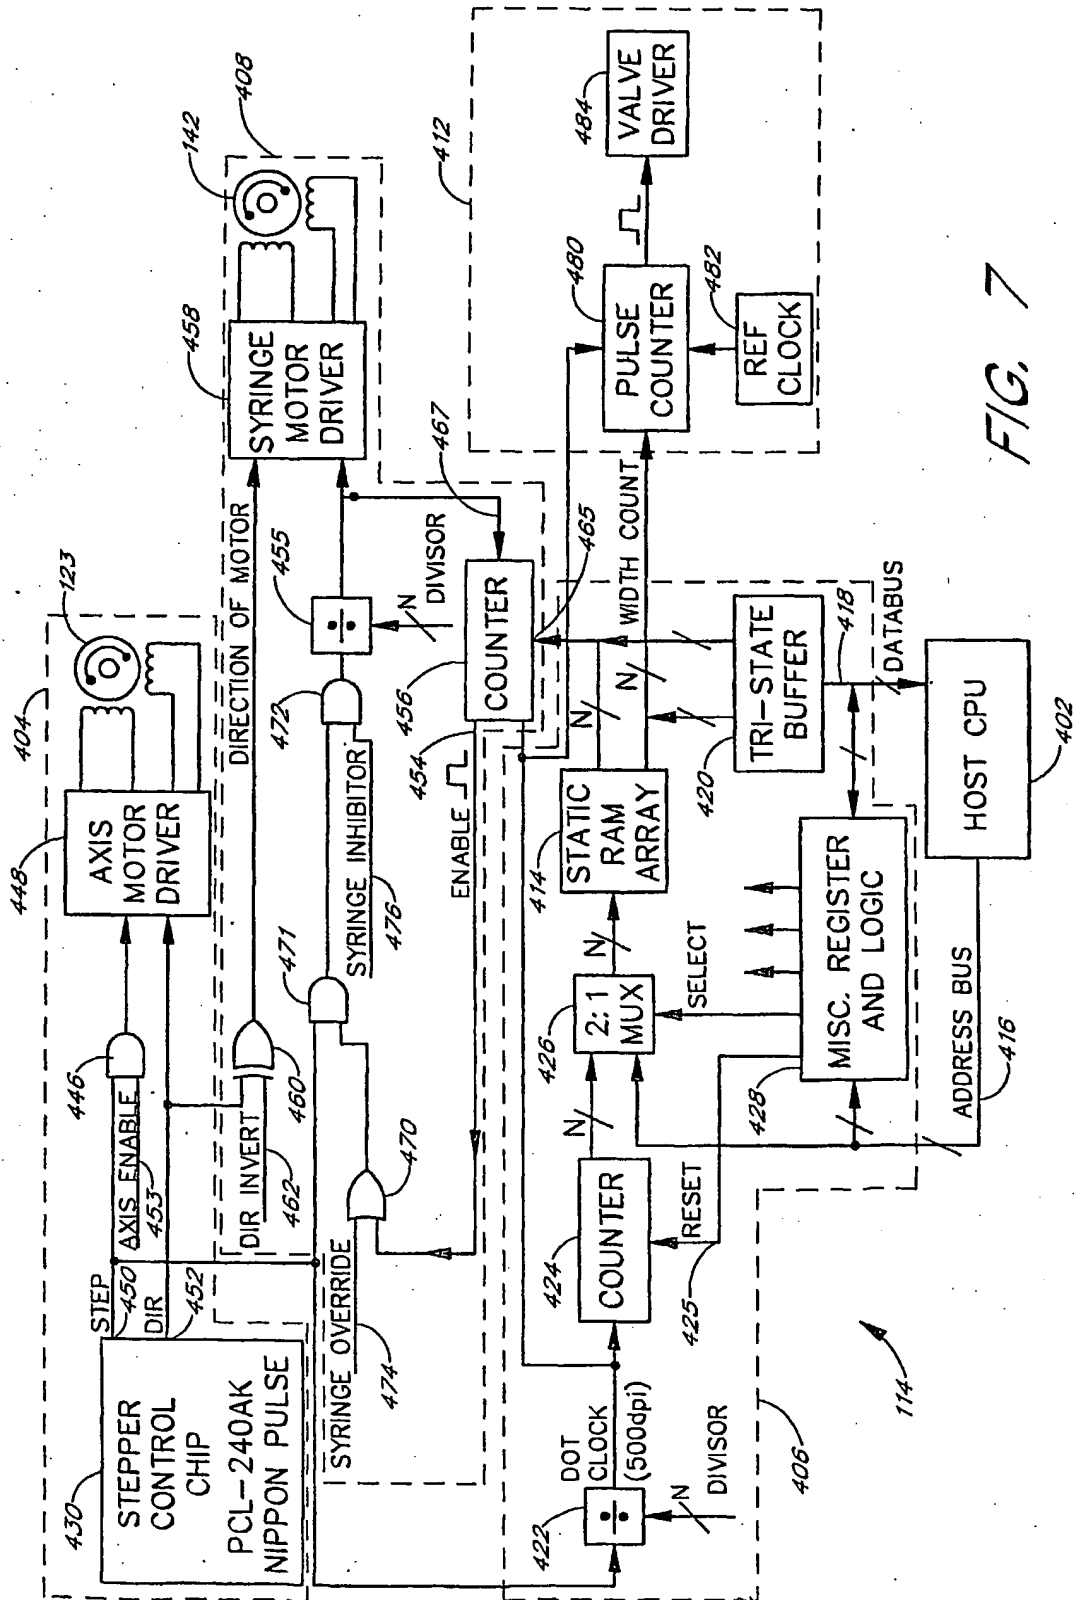 430
STEPPER
CONTROL
CHIP
PCL-240AK
NIPPON PULSE
STEP
450
DIR
452
446
AXIS ENABLE
453
448
AXIS
MOTOR
DRIVER
404
123
DIR INVERT
462
460
DIRECTION OF MOTOR
458
SYRINGE
MOTOR
DRIVER
142
408
SYRINGE OVERRIDE
474
470
471
SYRINGE INHIBITOR
476
472
455
÷
N
DIVISOR
ENABLE
454
456
COUNTER
467
465
412
422
÷
N
DIVISOR
DOT
CLOCK
(500dpi)
424
COUNTER
RESET
425
N
426
2:1
MUX
SELECT
N
414
STATIC
RAM
ARRAY
N
N
WIDTH COUNT
480
PULSE
COUNTER
482
REF
CLOCK
484
VALVE
DRIVER
420
TRI-STATE
BUFFER
418
DATABUS
428
MISC. REGISTER
AND LOGIC
ADDRESS BUS
416
HOST CPU
402
406
114
FIG. 7